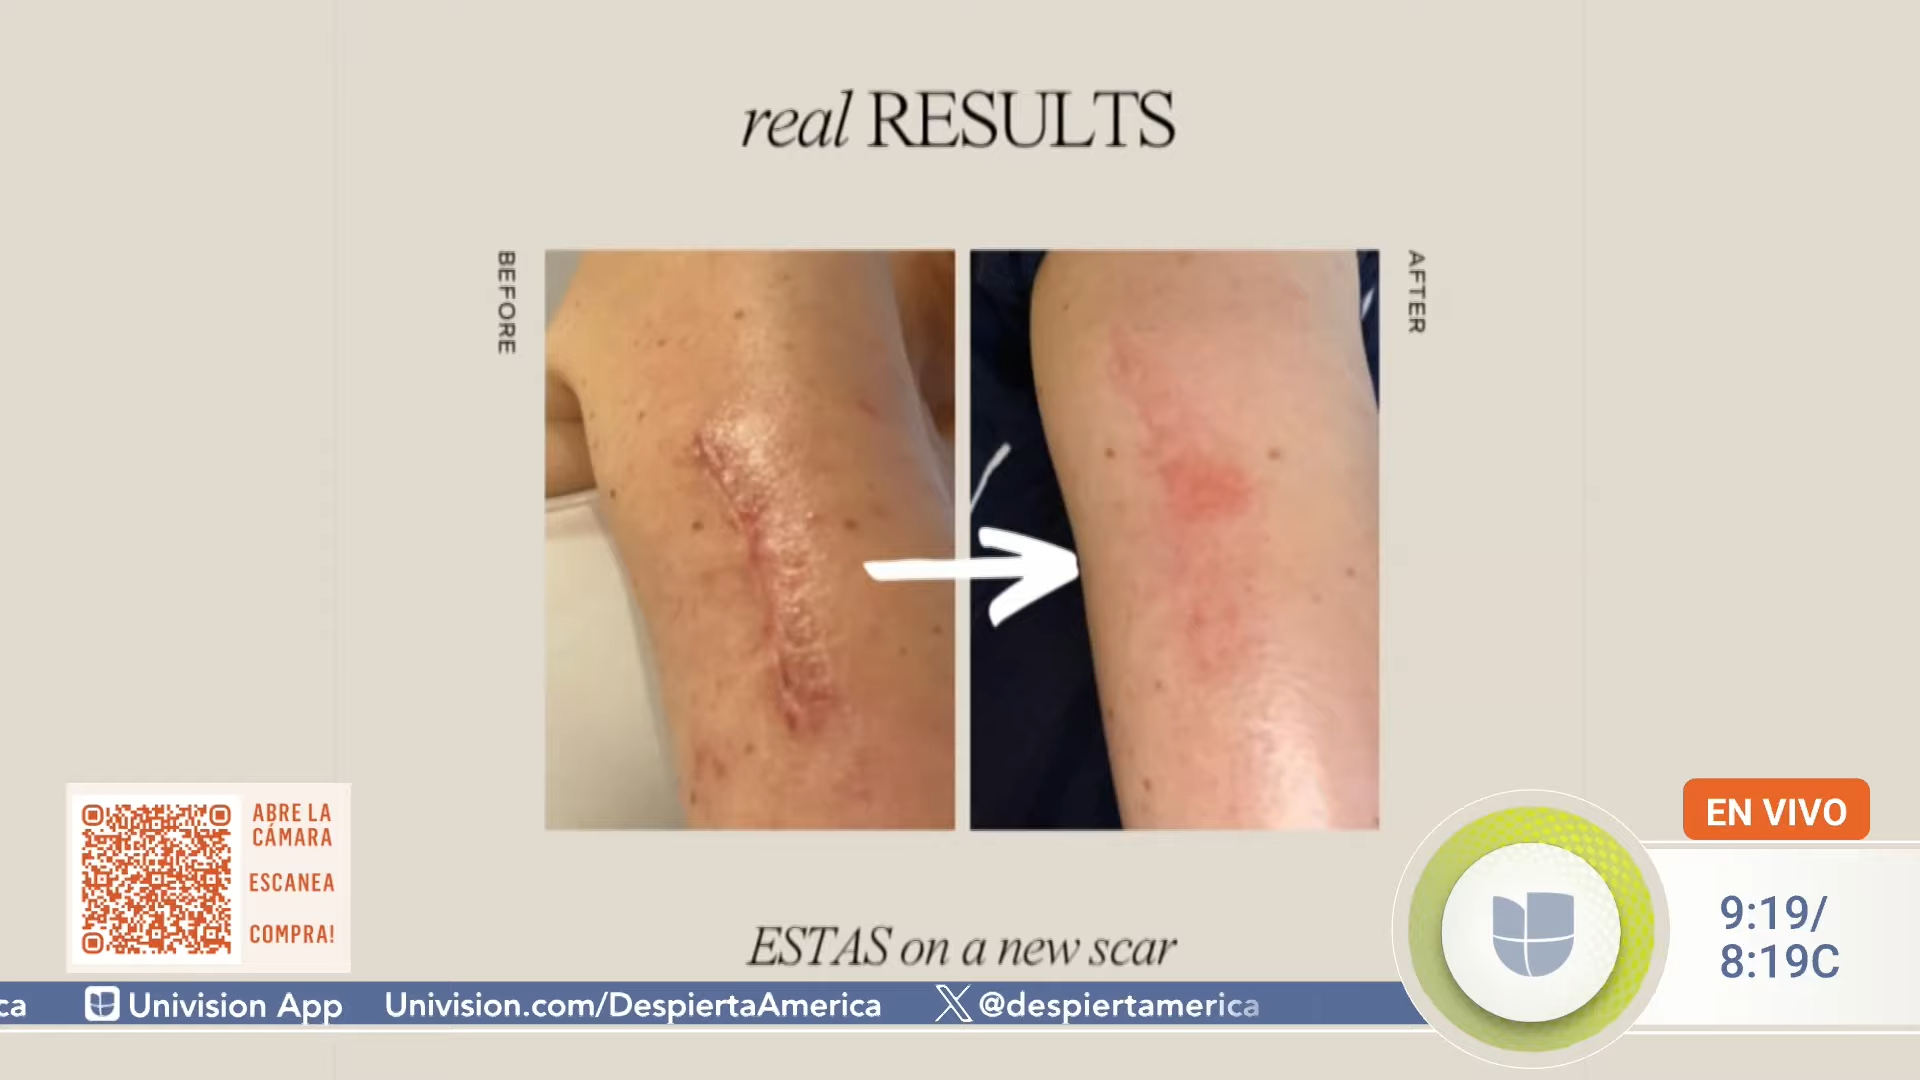 real RESULTS
BEFORE
AFTER
ABRE LA
CÁMARA
ESCANEA
COMPRA!
EN VIVO
9:19/
8:19C
ESTAS on a new scar
ca Univision App Univision.com/DespiertaAmerica @despiertamerica